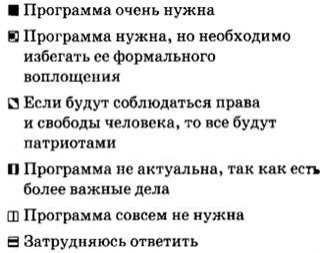 Программа очень нужна
Программа нужна, но необходимо
избегать ее формального
воплощения
Если будут соблюдаться права
и свободы человека, то все будут
патриотами
Программа не актуальна, так как есть
более важные дела
Программа совсем не нужна
Затрудняюсь ответить